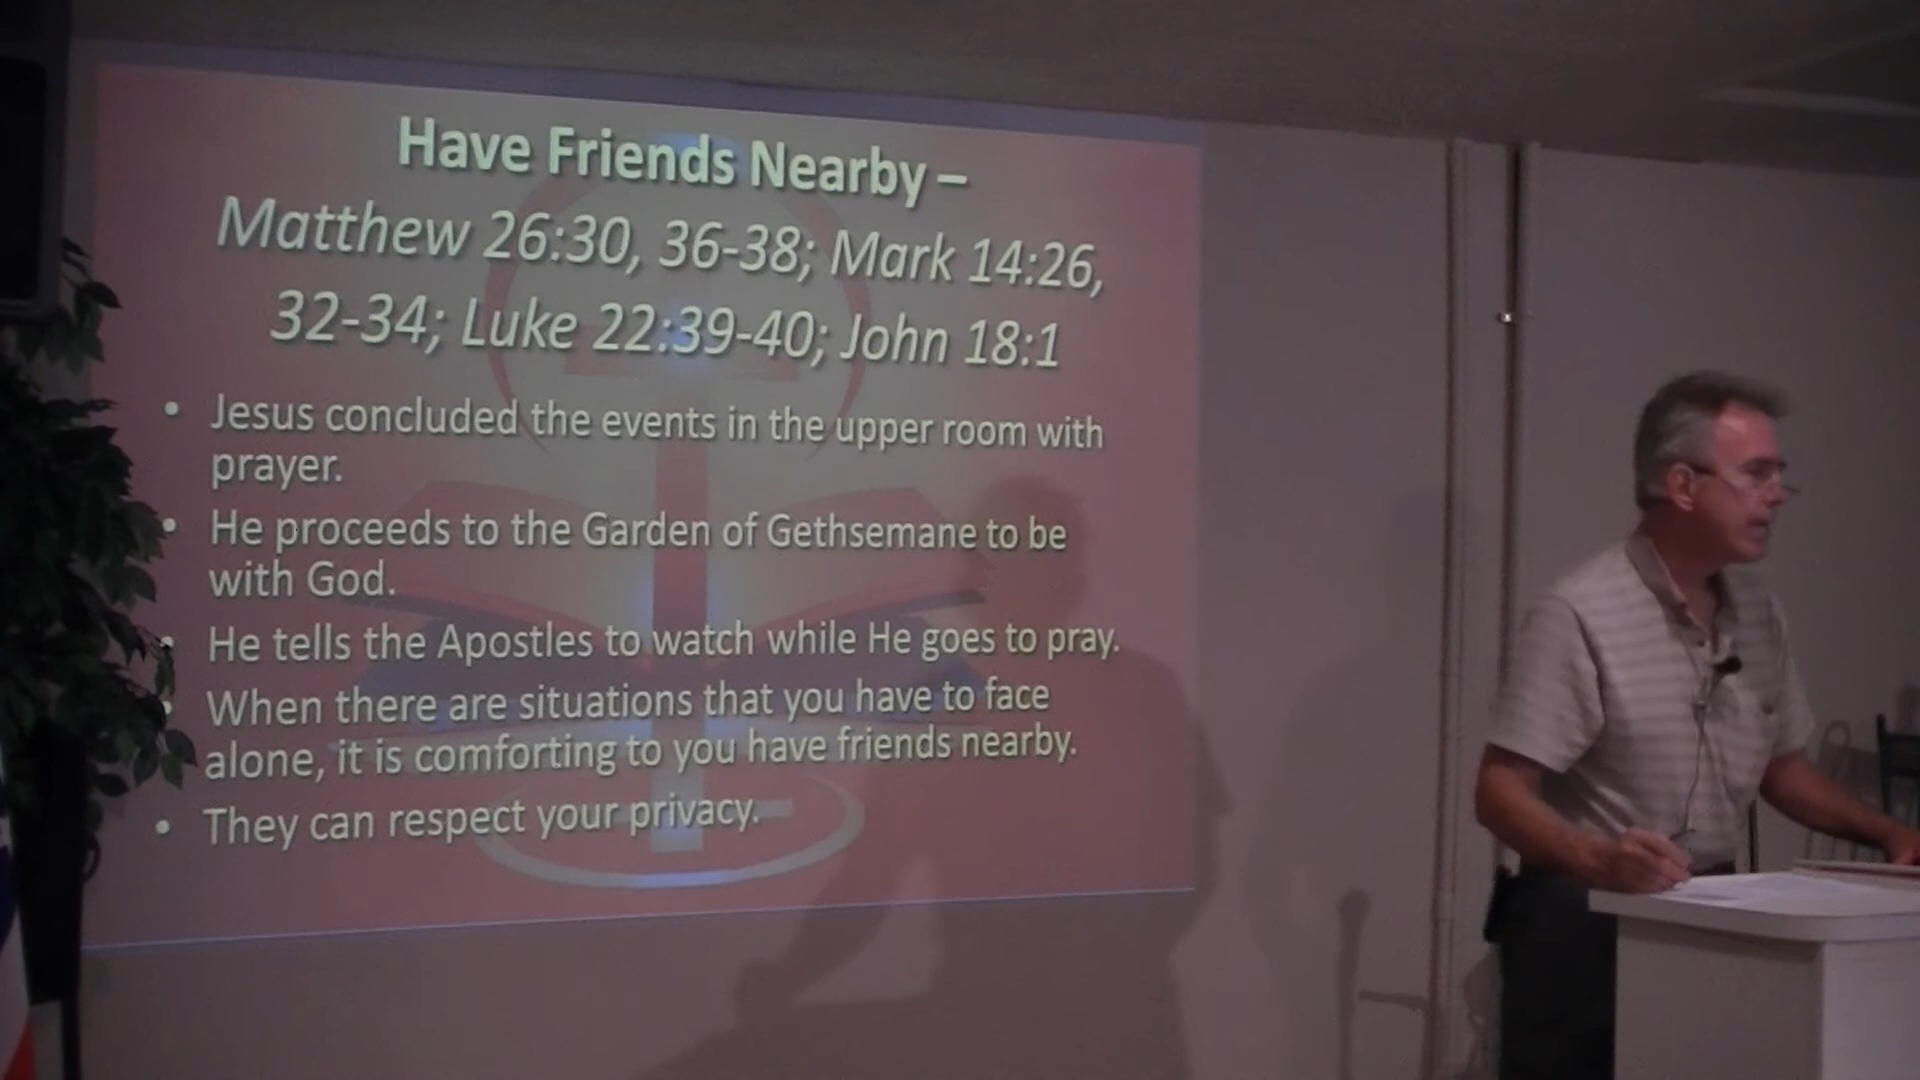 Have Friends Nearby –
Matthew 26:30, 36-38; Mark 14:26,
32-34; Luke 22:39-40; John 18:1
• Jesus concluded the events in the upper room with
prayer.
• He proceeds to the Garden of Gethsemane to be
with God.
• He tells the Apostles to watch while He goes to pray.
• When there are situations that you have to face
alone, it is comforting to you have friends nearby.
• They can respect your privacy.